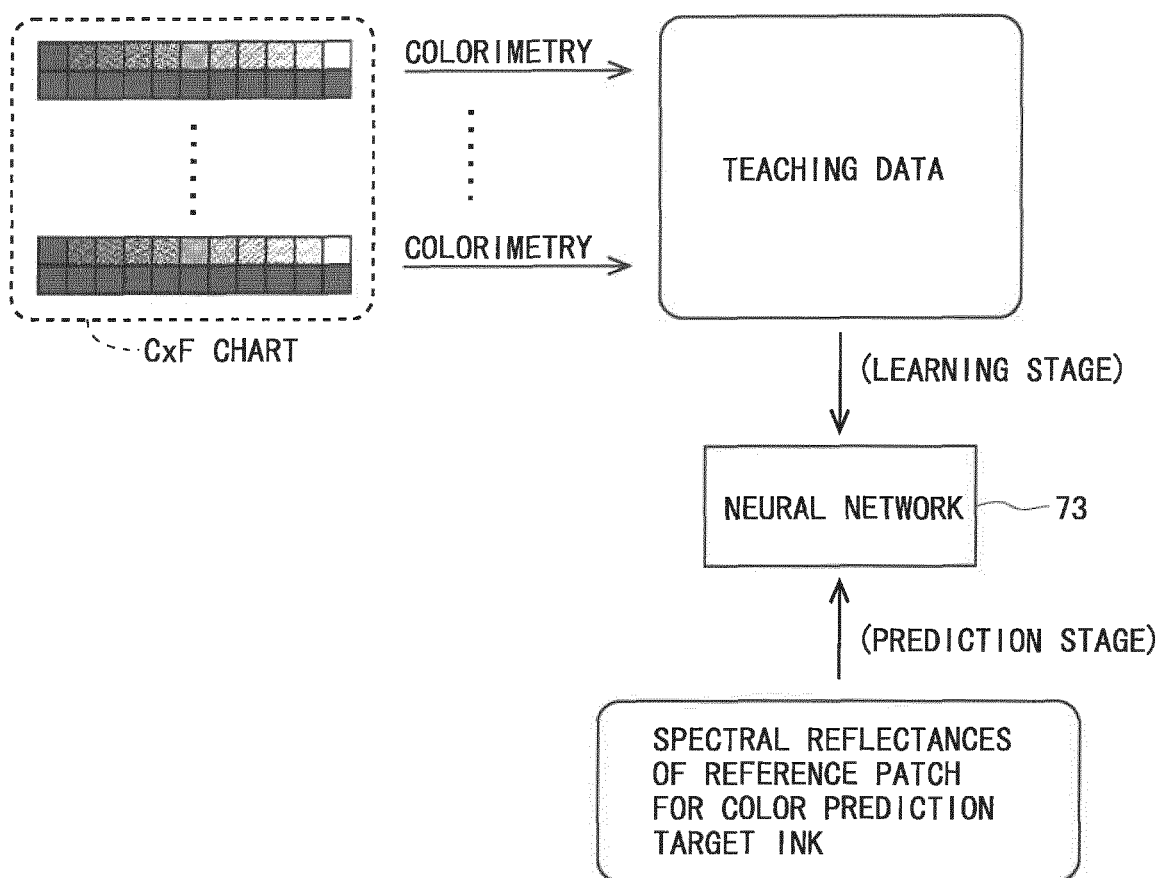 COLORIMETRY
TEACHING DATA
COLORIMETRY
CxF CHART
(LEARNING STAGE)
NEURAL NETWORK
73
(PREDICTION STAGE)
SPECTRAL REFLECTANCES
OF REFERENCE PATCH
FOR COLOR PREDICTION
TARGET INK